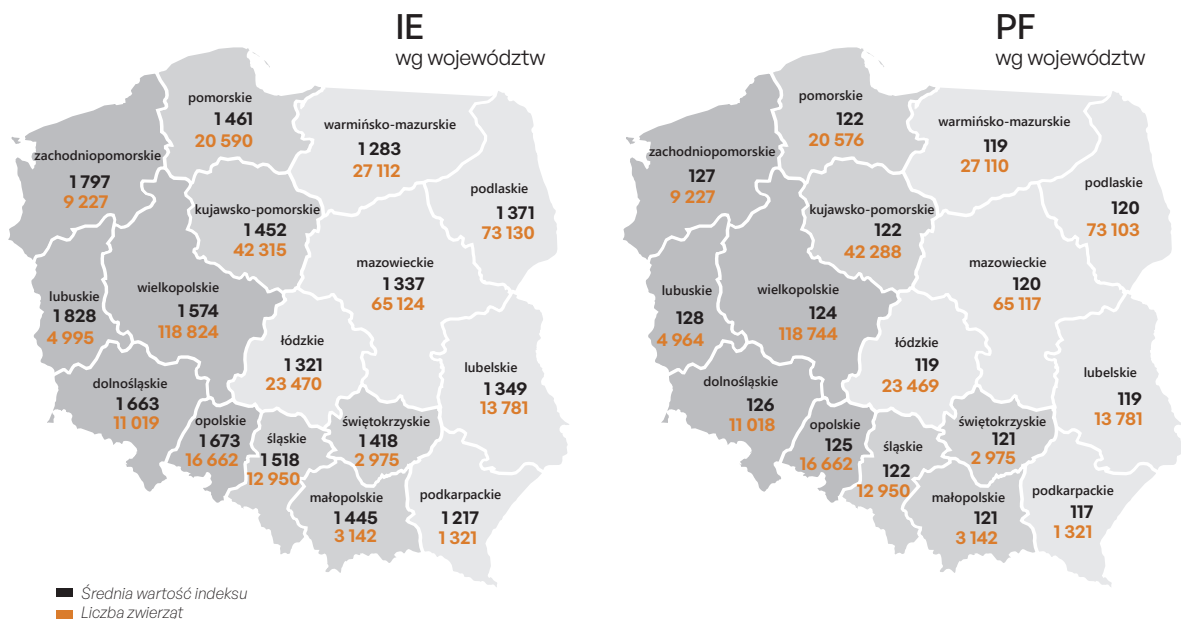 IE
wg województw
pomorskie
1 461
20 590
warmińsko-mazurskie
1 283
27 112
zachodniopomorskie
1 797
9 227
podlaskie
1 371
73 130
kujawsko-pomorskie
1 452
42 315
mazowieckie
1 337
65 124
lubuskie
1 828
4 995
wielkopolskie
1 574
118 824
łódzkie
1 321
23 470
lubelskie
1 349
13 781
dolnośląskie
1 663
11 019
opolskie
1 673
16 662
śląskie
1 518
12 950
świętokrzyskie
1 418
2 975
małopolskie
1 445
3 142
podkarpackie
1 217
1 321
Średnia wartość indeksu
Liczba zwierząt
PF
wg województw
pomorskie
122
20 576
warmińsko-mazurskie
119
27 110
zachodniopomorskie
127
9 227
podlaskie
120
73 103
kujawsko-pomorskie
122
42 288
mazowieckie
120
65 117
lubuskie
128
4 964
wielkopolskie
124
118 744
łódzkie
119
23 469
lubelskie
119
13 781
dolnośląskie
126
11 018
opolskie
125
16 662
śląskie
122
12 950
świętokrzyskie
121
2 975
małopolskie
121
3 142
podkarpackie
117
1 321